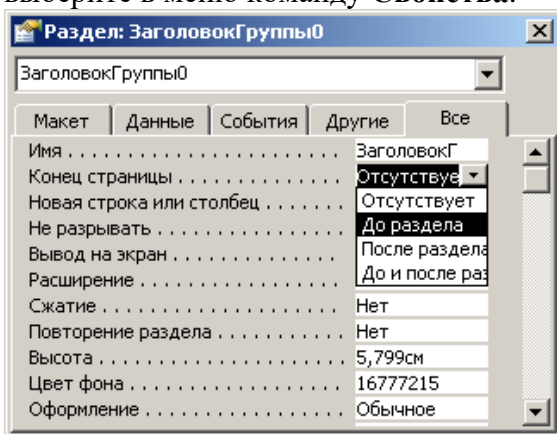 выберите в меню команду Свойства.
Раздел: ЗаголовокГруппы0
ЗаголовокГруппы0
Макет Данные События Другие Все
Имя . . . . . . . . . . . . . . . . . . . . . . . ЗаголовокГ
Конец страницы . . . . . . . . . . . . . . Отсутствуе
Новая строка или столбец . . . . . . . Отсутствует
Не разрывать . . . . . . . . . . . . . . . . До раздела
Вывод на экран . . . . . . . . . . . . . . После раздела
Расширение . . . . . . . . . . . . . . . . . До и после раз
Сжатие . . . . . . . . . . . . . . . . . . . . Нет
Повторение раздела . . . . . . . . . . . Нет
Высота . . . . . . . . . . . . . . . . . . . . 5,799см
Цвет фона . . . . . . . . . . . . . . . . . . 16777215
Оформление . . . . . . . . . . . . . . . . . Обычное